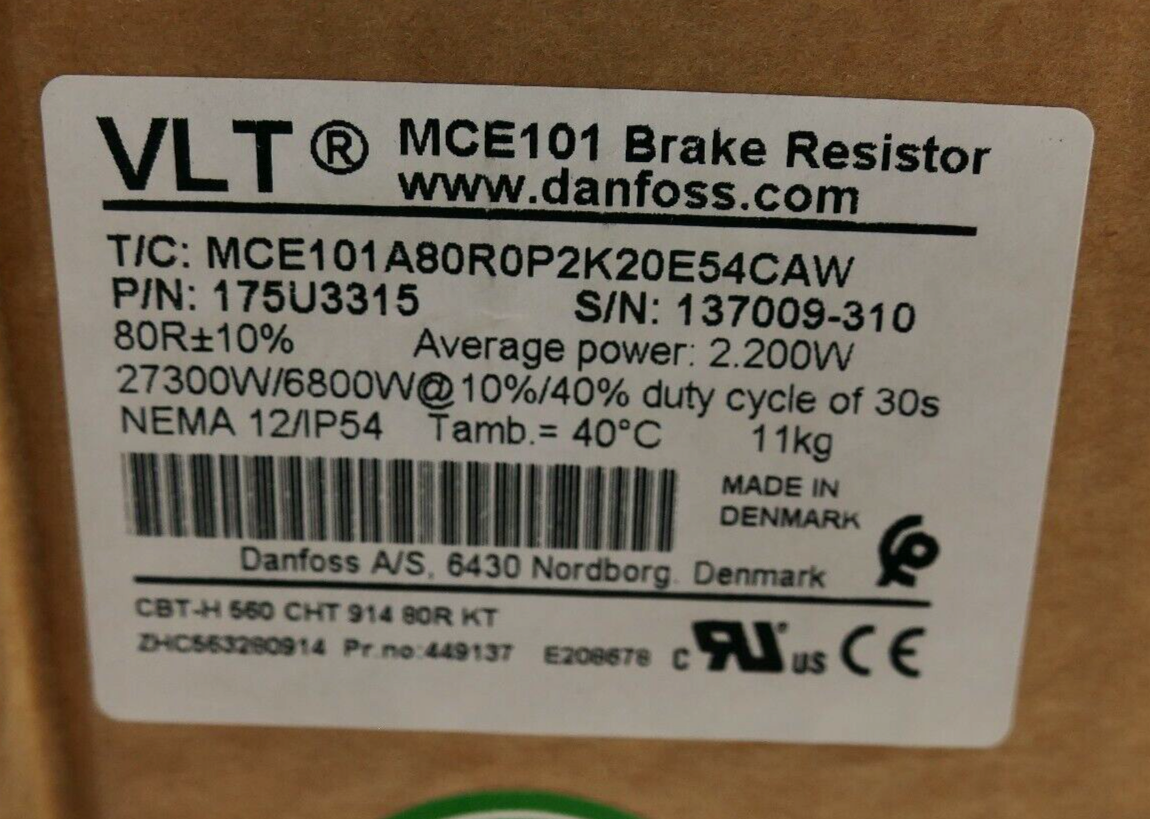 VLT® MCE101 Brake Resistor
www.danfoss.com
T/C: MCE101A80R0P2K20E54CAW
P/N: 175U3315 S/N: 137009-310
80R±10% Average power: 2.200W
27300W/6800W@10%/40% duty cycle of 30s
NEMA 12/IP54 Tamb.= 40°C 11kg
MADE IN
DENMARK
Danfoss A/S, 6430 Nordborg. Denmark
CBT-H 560 CHT 914 80R KT
ZHC563280914 Pr.no:449137 E208678 c RU us CE